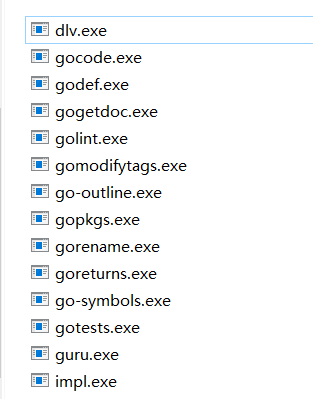 dlv.exe
gocode.exe
godef.exe
gogetdoc.exe
golint.exe
gomodifytags.exe
go-outline.exe
gopkgs.exe
gorename.exe
goreturns.exe
go-symbols.exe
gotests.exe
guru.exe
impl.exe